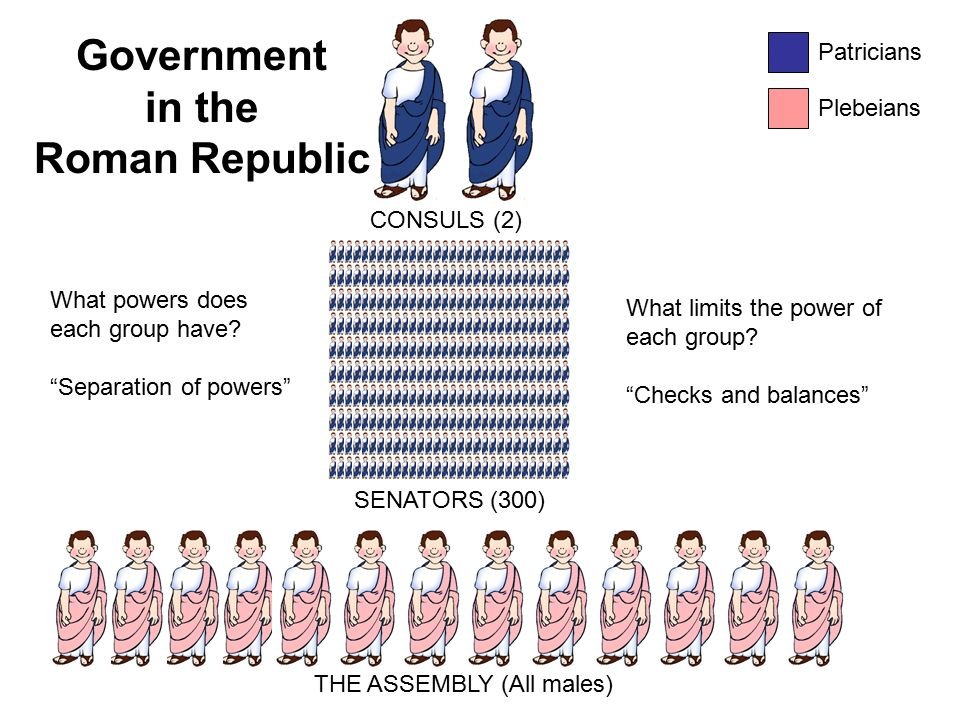 Government
in the
Roman Republic
Patricians
Plebeians
CONSULS (2)
What powers does
each group have?
“Separation of powers”
What limits the power of
each group?
“Checks and balances”
SENATORS (300)
THE ASSEMBLY (All males)